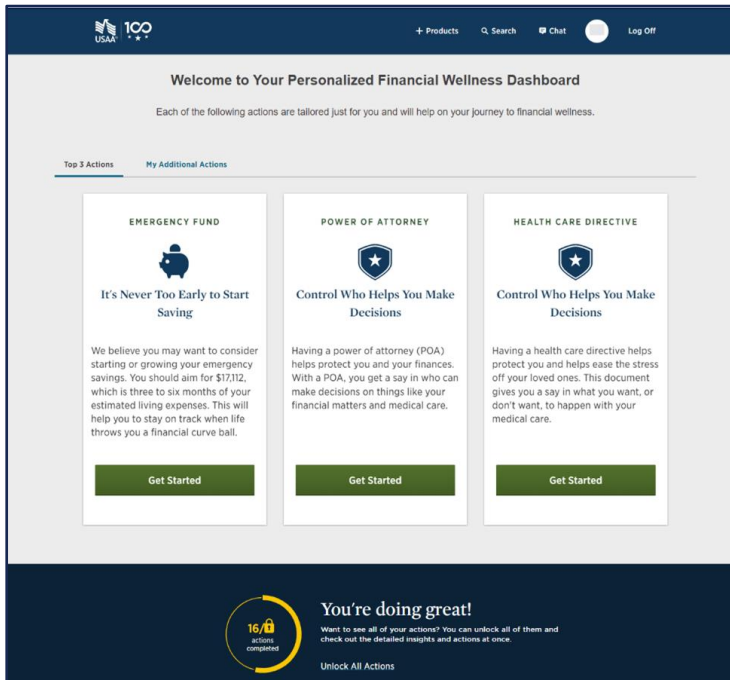 USAA® 100
+ Products Search Chat Log Off
Welcome to Your Personalized Financial Wellness Dashboard
Each of the following actions are tailored just for you and will help on your journey to financial wellness.
Top 3 Actions My Additional Actions
EMERGENCY FUND
It's Never Too Early to Start
Saving
We believe you may want to consider
starting or growing your emergency
savings. You should aim for $17,112,
which is three to six months of your
estimated living expenses. This will
help you to stay on track when life
throws you a financial curve ball.
Get Started
POWER OF ATTORNEY
Control Who Helps You Make
Decisions
Having a power of attorney (POA)
helps protect you and your finances.
With a POA, you get a say in who can
make decisions on things like your
financial matters and medical care.
Get Started
HEALTH CARE DIRECTIVE
Control Who Helps You Make
Decisions
Having a health care directive helps
protect you and helps ease the stress
off your loved ones. This document
gives you a say in what you want, or
don't want, to happen with your
medical care.
Get Started
16/
actions
completed
You're doing great!
Want to see all of your actions? You can unlock all of them and
check out the detailed insights and actions at once.
Unlock All Actions